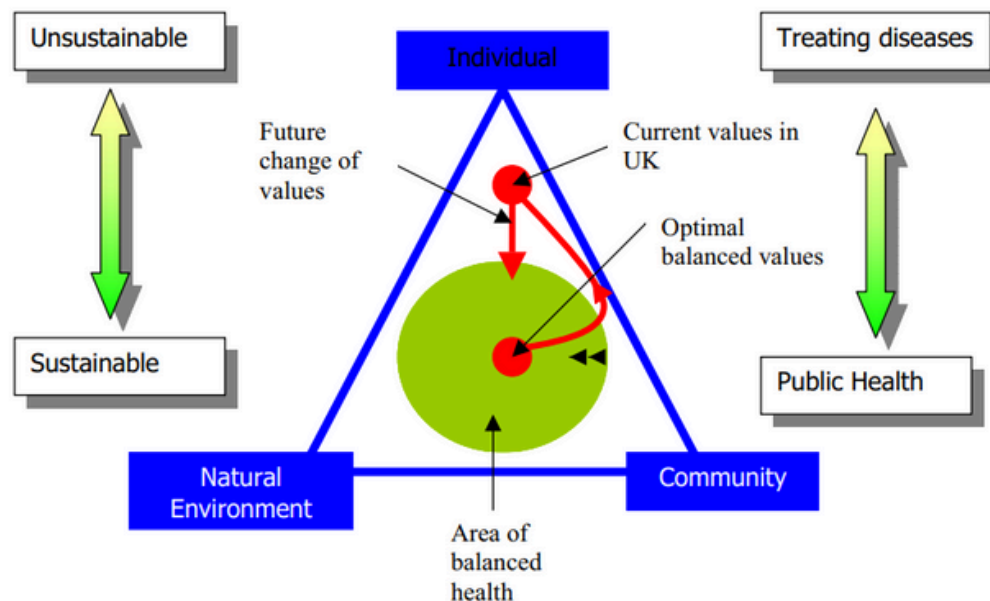 Unsustainable
Individual
Treating diseases
Future
change of
values
Current values in
UK
Optimal
balanced values
Sustainable
Public Health
Natural
Environment
Community
Area of
balanced
health